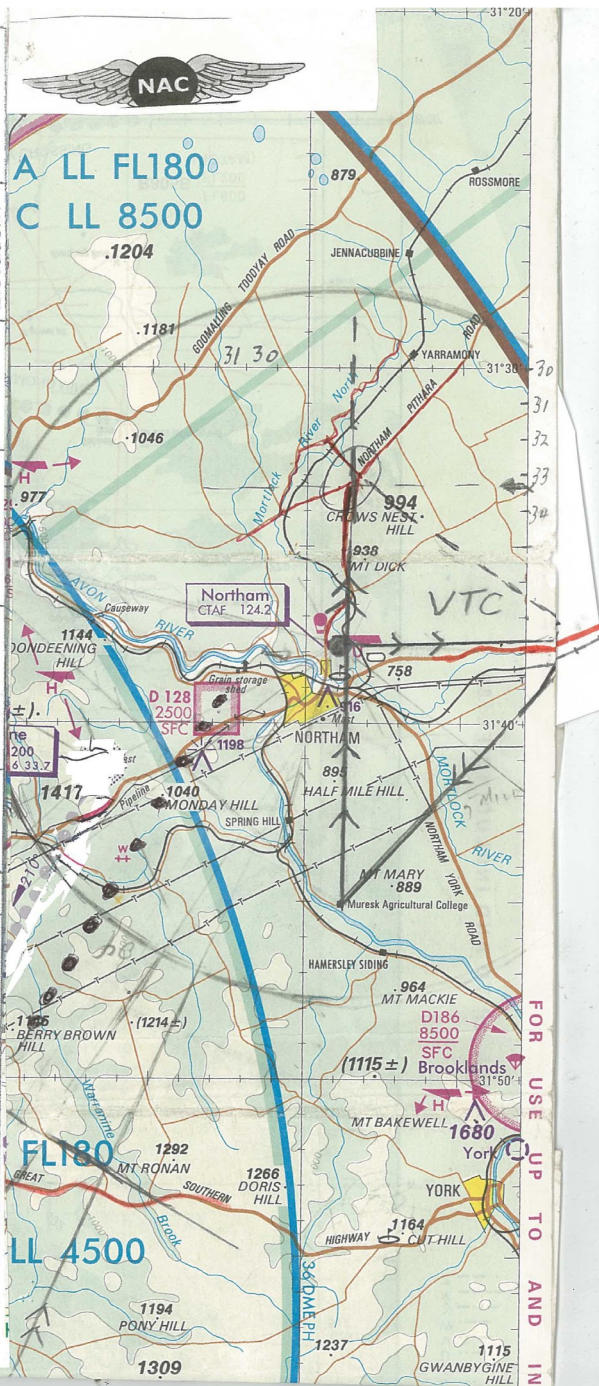 31°20'
NAC
A LL FL180
C LL 8500
879
ROSSMORE
.1204
JENNACUBBINE
GOOMALLING TOODYAY ROAD
.1181
31 30
YARRAMONY
31°30'
30
31
32
33
34
Mortlock River North
NORTHAM PITHARA ROAD
.1046
H
.977
994
CROWS NEST
HILL
938
MT DICK
VTC
AVON RIVER
Causeway
Northam
CTAF 124.2
1144
DONDEENING
HILL
H
Grain storage
shed
758
D 128
2500
SFC
916
Mast
31°40'
NORTHAM
1198
200
33.7
1417
Pipeline
1040
MONDAY HILL
895
HALF MILE HILL
SPRING HILL
MORTLOCK RIVER
W
MT MARY
889
NORTHAM YORK ROAD
Muresk Agricultural College
HAMERSLEY SIDING
.964
MT MACKIE
(1214±)
BERRY BROWN
HILL
D186
8500
SFC
Brooklands
(1115±)
31°50'
H
MT BAKEWELL
1680
York
Warramine Brook
FL180
1292
MT RONAN
1266
DORIS
HILL
YORK
GREAT SOUTHERN HIGHWAY
1164
CUT HILL
LL 4500
36 DME PH
1194
PONY HILL
1237
1309
1115
GWANBYGINE
HILL
FOR USE UP TO AND IN